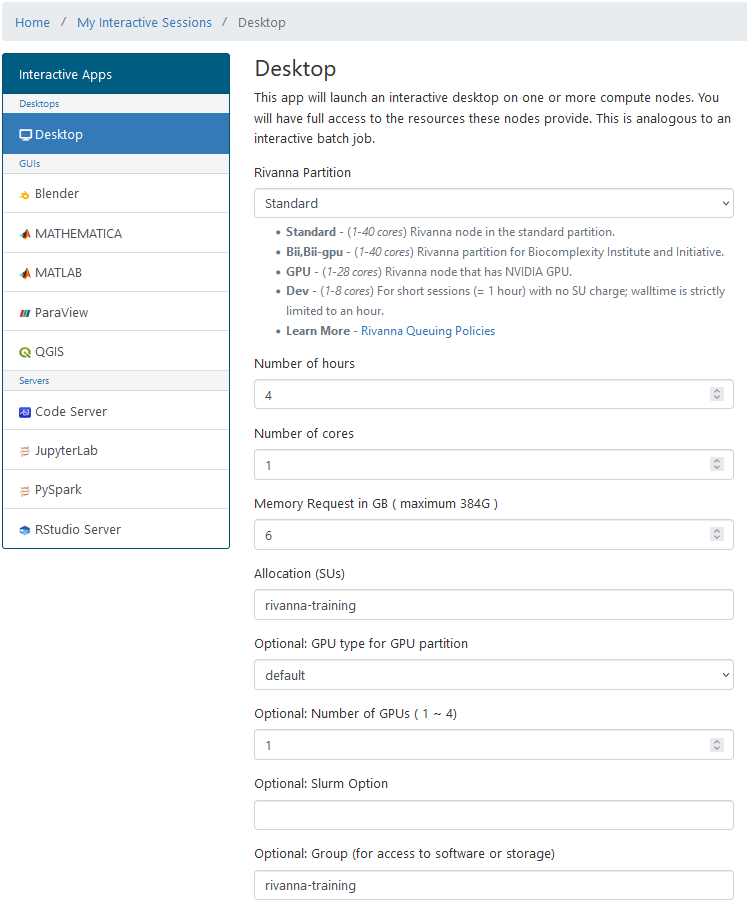 Home / My Interactive Sessions / Desktop
Interactive Apps
Desktops
Desktop
GUIs
Blender
MATHEMATICA
MATLAB
ParaView
QGIS
Servers
Code Server
JupyterLab
PySpark
RStudio Server
Desktop
This app will launch an interactive desktop on one or more compute nodes. You
will have full access to the resources these nodes provide. This is analogous to an
interactive batch job.
Rivanna Partition
Standard
• Standard - (1-40 cores) Rivanna node in the standard partition.
• Bii,Bii-gpu - (1-40 cores) Rivanna partition for Biocomplexity Institute and Initiative.
• GPU - (1-28 cores) Rivanna node that has NVIDIA GPU.
• Dev - (1-8 cores) For short sessions (= 1 hour) with no SU charge; walltime is strictly
limited to an hour.
• Learn More - Rivanna Queuing Policies
Number of hours
4
Number of cores
1
Memory Request in GB ( maximum 384G )
6
Allocation (SUs)
rivanna-training
Optional: GPU type for GPU partition
default
Optional: Number of GPUs ( 1 ~ 4)
1
Optional: Slurm Option
Optional: Group (for access to software or storage)
rivanna-training